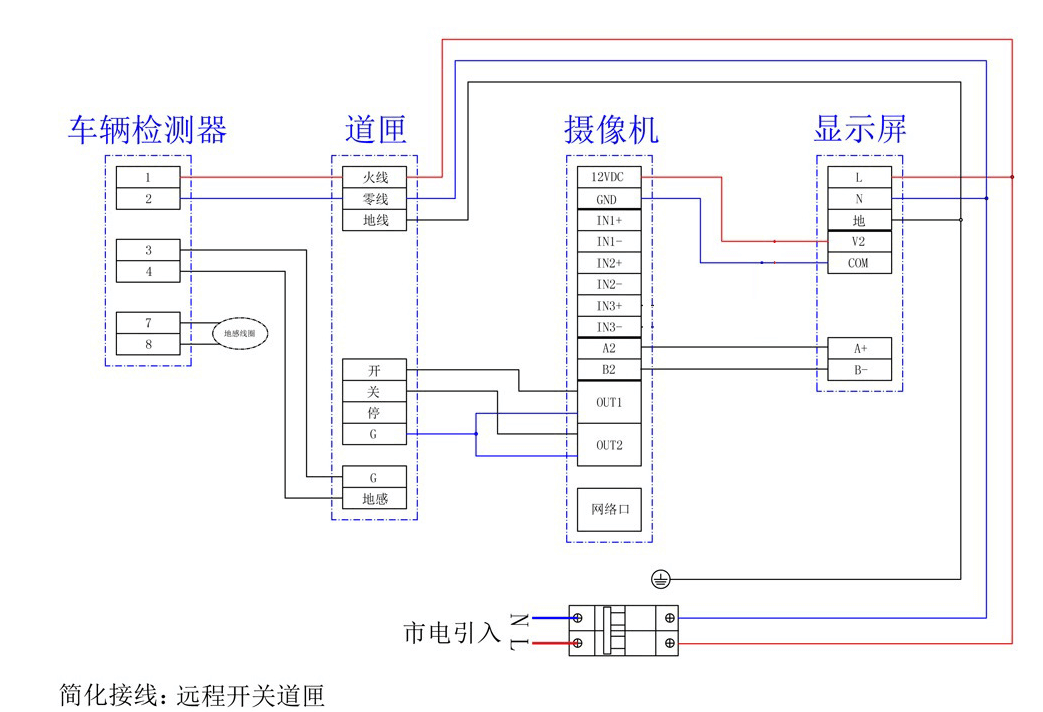 车辆检测器
道匣
摄像机
显示屏
1
2
3
4
7
8
地感线圈
火线
零线
地线
开
关
停
G
G
地感
12VDC
GND
IN1+
IN1-
IN2+
IN2-
IN3+
IN3-
A2
B2
OUT1
OUT2
网络口
L
N
地
V2
COM
A+
B-
市电引入
N
L
简化接线：远程开关道匣